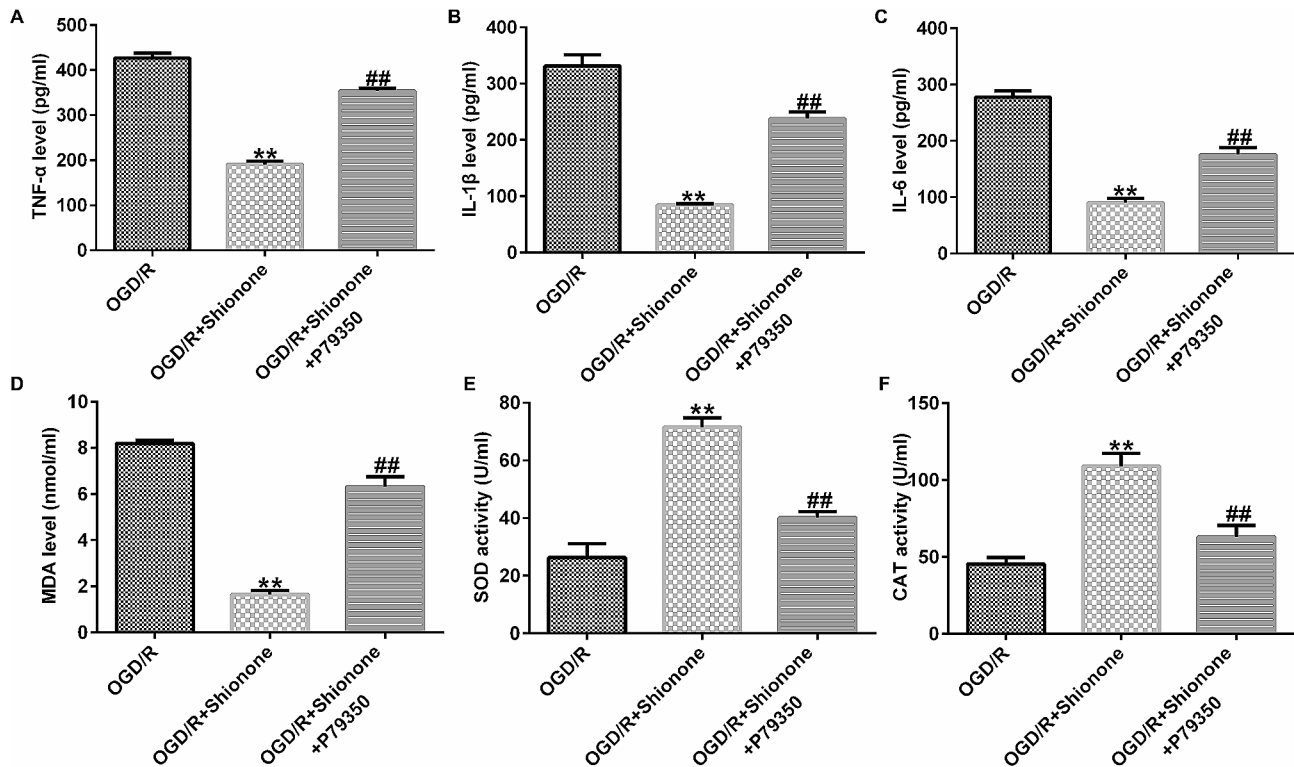 A
TNF-α level (pg/ml)
500
400
300
200
100
0
**
##
OGD/R
OGD/R+Shionone
OGD/R+Shionone
+P79350
B
IL-1β level (pg/ml)
400
300
200
100
0
**
##
OGD/R
OGD/R+Shionone
OGD/R+Shionone
+P79350
C
IL-6 level (pg/ml)
400
300
200
100
0
**
##
OGD/R
OGD/R+Shionone
OGD/R+Shionone
+P79350
D
MDA level (nmol/ml)
10
8
6
4
2
0
**
##
OGD/R
OGD/R+Shionone
OGD/R+Shionone
+P79350
E
SOD activity (U/ml)
80
60
40
20
0
**
##
OGD/R
OGD/R+Shionone
OGD/R+Shionone
+P79350
F
CAT activity (U/ml)
150
100
50
0
**
##
OGD/R
OGD/R+Shionone
OGD/R+Shionone
+P79350